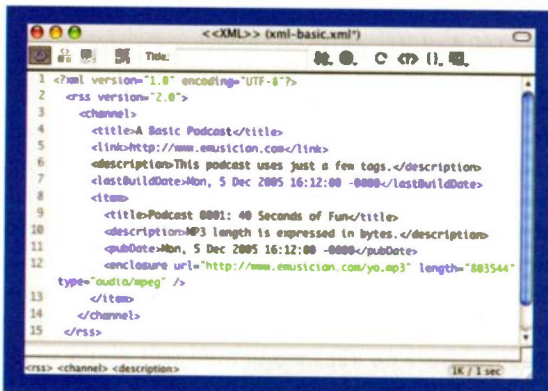 <<XML>> (xml-basic.xml*)
Title:
1 <?xml version="1.0" encoding="UTF-8"?>
2 <rss version="2.0">
3 <channel>
4 <title>A Basic Podcast</title>
5 <link>http://www.emusician.com</link>
6 <description>This podcast uses just a few tags.</description>
7 <lastBuildDate>Mon, 5 Dec 2005 16:12:00 -0800</lastBuildDate>
8 <item>
9 <title>Podcast 0001: 40 Seconds of Fun</title>
10 <description>MP3 length is expressed in bytes.</description>
11 <pubDate>Mon, 5 Dec 2005 16:12:00 -0800</pubDate>
12 <enclosure url="http://www.emusician.com/yo.mp3" length="803544"
type="audio/mpeg" />
13 </item>
14 </channel>
15 </rss>
<rss> <channel> <description>
1K / 1 sec